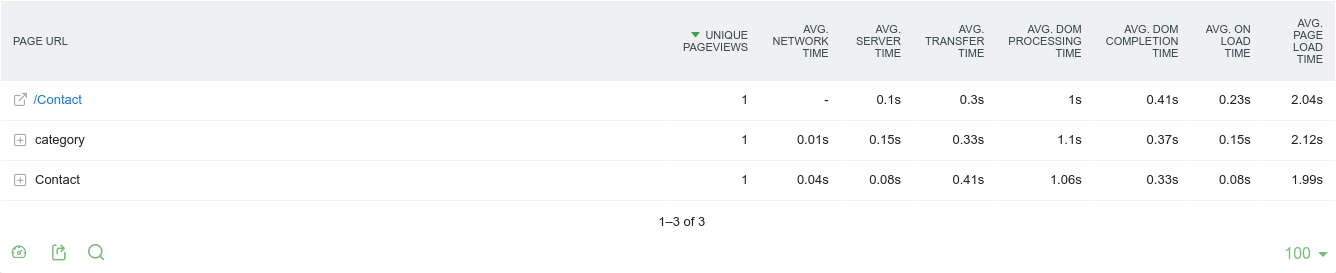 PAGE URL
UNIQUE PAGEVIEWS
AVG. NETWORK TIME
AVG. SERVER TIME
AVG. TRANSFER TIME
AVG. DOM PROCESSING TIME
AVG. DOM COMPLETION TIME
AVG. ON LOAD TIME
AVG. PAGE LOAD TIME
/Contact 1 - 0.1s 0.3s 1s 0.41s 0.23s 2.04s
category 1 0.01s 0.15s 0.33s 1.1s 0.37s 0.15s 2.12s
Contact 1 0.04s 0.08s 0.41s 1.06s 0.33s 0.08s 1.99s
1–3 of 3
100